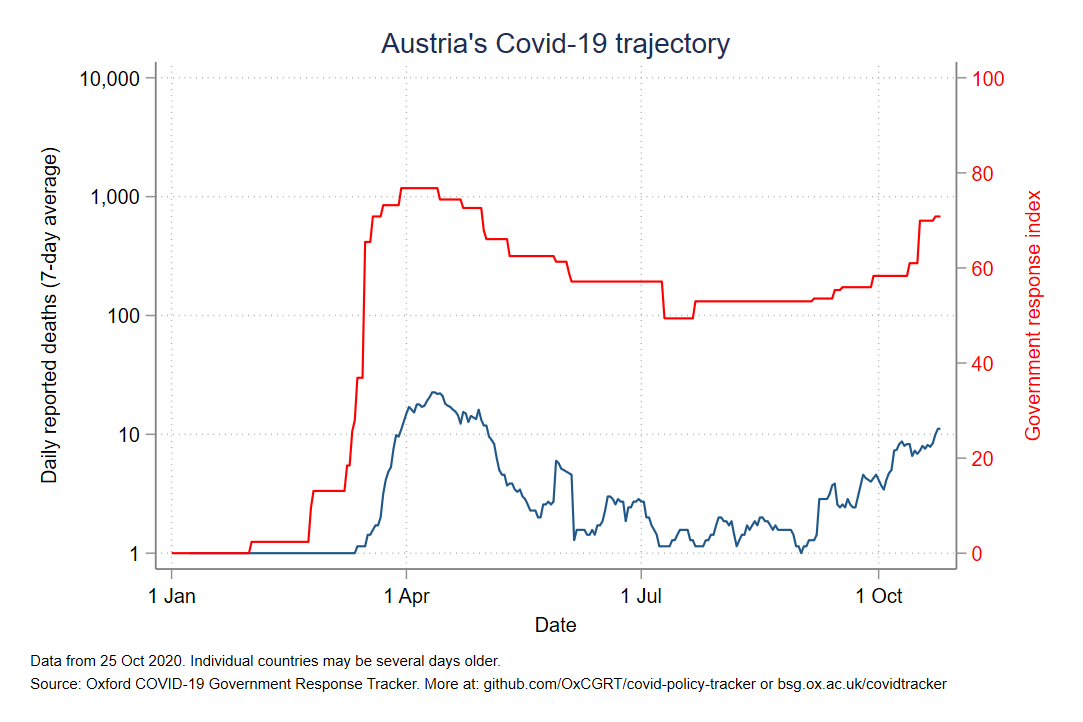 Austria's Covid-19 trajectory
Daily reported deaths (7-day average)
10,000
1,000
100
10
1
100
80
60
40
20
0
Government response index
1 Jan
1 Apr
1 Jul
1 Oct
Date
Data from 25 Oct 2020. Individual countries may be several days older.
Source: Oxford COVID-19 Government Response Tracker. More at: github.com/OxCGRT/covid-policy-tracker or bsg.ox.ac.uk/covidtracker